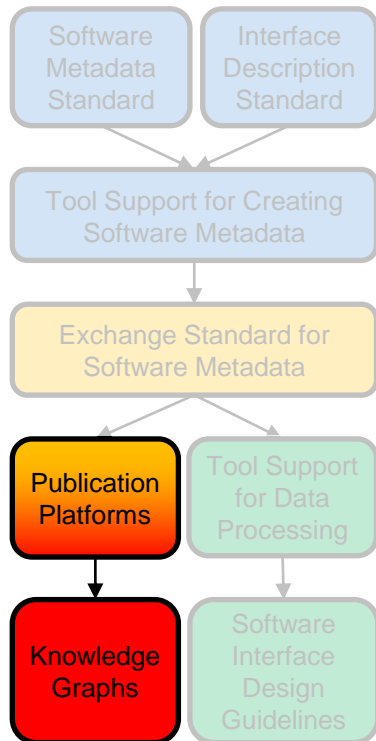 Software
Metadata
Standard
Interface
Description
Standard
Tool Support for Creating
Software Metadata
Exchange Standard for
Software Metadata
Publication
Platforms
Tool Support
for Data
Processing
Knowledge
Graphs
Software
Interface
Design
Guidelines